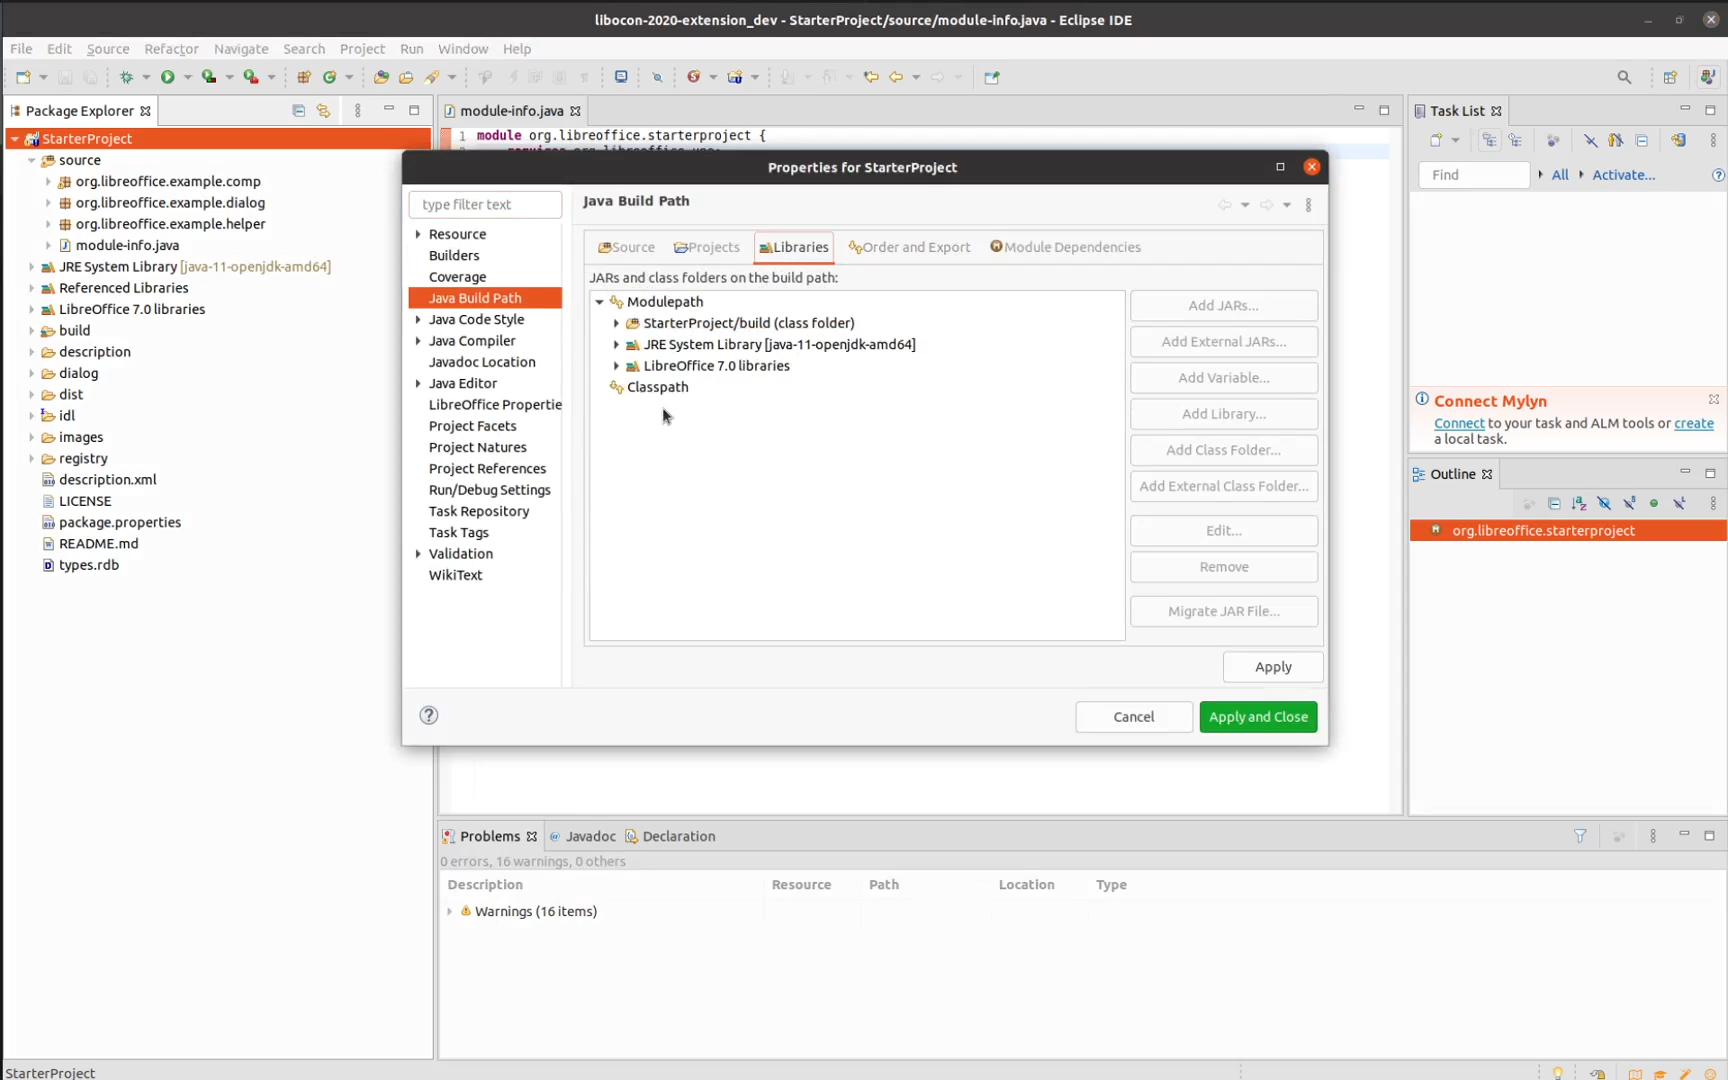 libocon-2020-extension_dev - StarterProject/source/module-info.java - Eclipse IDE
File Edit Source Refactor Navigate Search Project Run Window Help
Package Explorer
StarterProject
source
org.libreoffice.example.comp
org.libreoffice.example.dialog
org.libreoffice.example.helper
module-info.java
JRE System Library [java-11-openjdk-amd64]
Referenced Libraries
LibreOffice 7.0 libraries
build
description
dialog
dist
idl
images
registry
description.xml
LICENSE
package.properties
README.md
types.rdb
module-info.java
1 module org.libreoffice.starterproject {
Properties for StarterProject
type filter text
Resource
Builders
Coverage
Java Build Path
Java Code Style
Java Compiler
Javadoc Location
Java Editor
LibreOffice Propertie
Project Facets
Project Natures
Project References
Run/Debug Settings
Task Repository
Task Tags
Validation
WikiText
Java Build Path
Source Projects Libraries Order and Export Module Dependencies
JARs and class folders on the build path:
Modulepath
StarterProject/build (class folder)
JRE System Library [java-11-openjdk-amd64]
LibreOffice 7.0 libraries
Classpath
Add JARs...
Add External JARs...
Add Variable...
Add Library...
Add Class Folder...
Add External Class Folder...
Edit...
Remove
Migrate JAR File...
Apply
Cancel Apply and Close
Task List
Find All Activate...
Connect Mylyn
Connect to your task and ALM tools or create
a local task.
Outline
org.libreoffice.starterproject
Problems Javadoc Declaration
0 errors, 16 warnings, 0 others
Description Resource Path Location Type
Warnings (16 items)
StarterProject